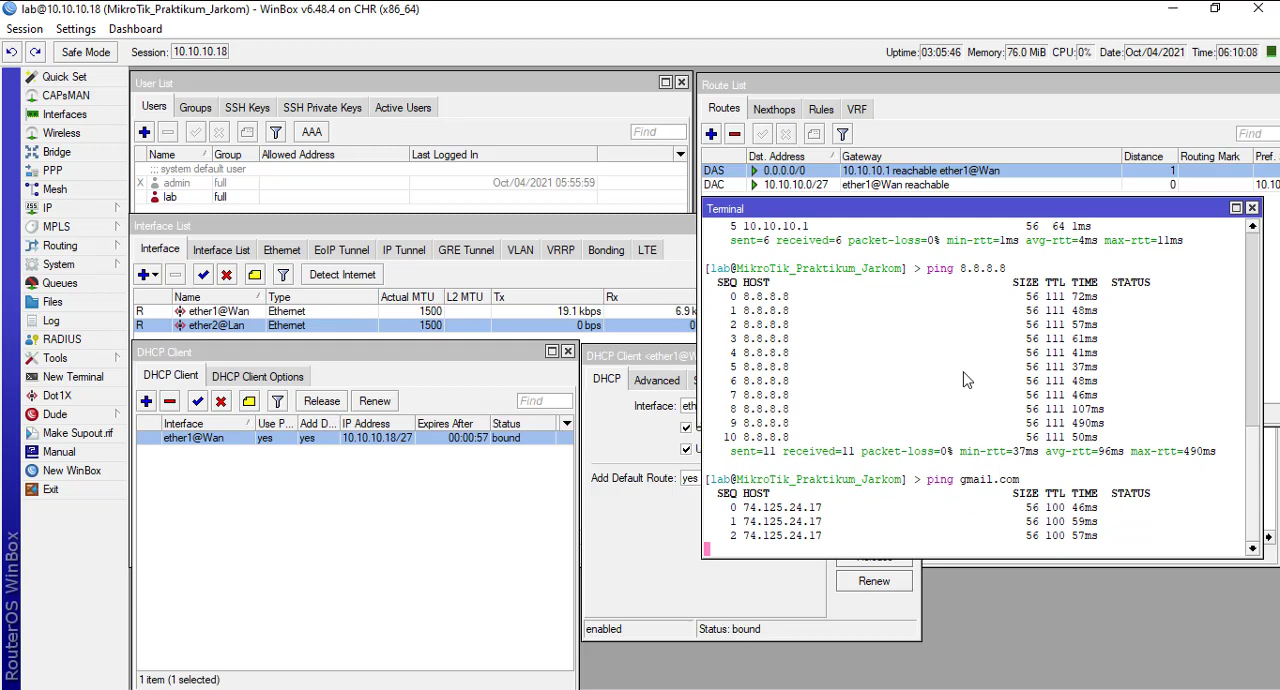 lab@10.10.10.18 (MikroTik_Praktikum_Jarkom) - WinBox v6.48.4 on CHR (x86_64)
Session Settings Dashboard
Safe Mode Session: 10.10.10.18 Uptime: 03:05:46 Memory: 76.0 MiB CPU: 0% Date: Oct/04/2021 Time: 06:10:08
RouterOS WinBox
Quick Set
CAPsMAN
Interfaces
Wireless
Bridge
PPP
Mesh
IP
MPLS
Routing
System
Queues
Files
Log
RADIUS
Tools
New Terminal
Dot1X
Dude
Make Supout.rif
Manual
New WinBox
Exit
User List
Users Groups SSH Keys SSH Private Keys Active Users
AAA Find
Name Group Allowed Address Last Logged In
;;; system default user
X admin full Oct/04/2021 05:55:59
lab full
Interface List
Interface Interface List Ethernet EoIP Tunnel IP Tunnel GRE Tunnel VLAN VRRP Bonding LTE
Detect Internet
Name Type Actual MTU L2 MTU Tx Rx
R ether1@Wan Ethernet 1500 19.1 kbps 6.9 k
R ether2@Lan Ethernet 1500 0 bps 0
DHCP Client
DHCP Client DHCP Client Options
Release Renew Find
Interface Use P... Add D... IP Address Expires After Status
ether1@Wan yes yes 10.10.10.18/27 00:00:57 bound
1 item (1 selected)
DHCP Client <ether1@W
DHCP Advanced S
Interface: eth
U
Add Default Route: yes
Release
Renew
enabled Status: bound
Route List
Routes Nexthops Rules VRF
Find
Dst. Address Gateway Distance Routing Mark Pref.
DAS 0.0.0.0/0 10.10.10.1 reachable ether1@Wan 1
DAC 10.10.10.0/27 ether1@Wan reachable 0 10.10
Terminal
5 10.10.10.1 56 64 1ms
sent=6 received=6 packet-loss=0% min-rtt=1ms avg-rtt=4ms max-rtt=11ms
[lab@MikroTik_Praktikum_Jarkom] > ping 8.8.8.8
SEQ HOST SIZE TTL TIME STATUS
0 8.8.8.8 56 111 72ms
1 8.8.8.8 56 111 48ms
2 8.8.8.8 56 111 57ms
3 8.8.8.8 56 111 61ms
4 8.8.8.8 56 111 41ms
5 8.8.8.8 56 111 37ms
6 8.8.8.8 56 111 48ms
7 8.8.8.8 56 111 46ms
8 8.8.8.8 56 111 107ms
9 8.8.8.8 56 111 490ms
10 8.8.8.8 56 111 50ms
sent=11 received=11 packet-loss=0% min-rtt=37ms avg-rtt=96ms max-rtt=490ms
[lab@MikroTik_Praktikum_Jarkom] > ping gmail.com
SEQ HOST SIZE TTL TIME STATUS
0 74.125.24.17 56 100 46ms
1 74.125.24.17 56 100 59ms
2 74.125.24.17 56 100 57ms